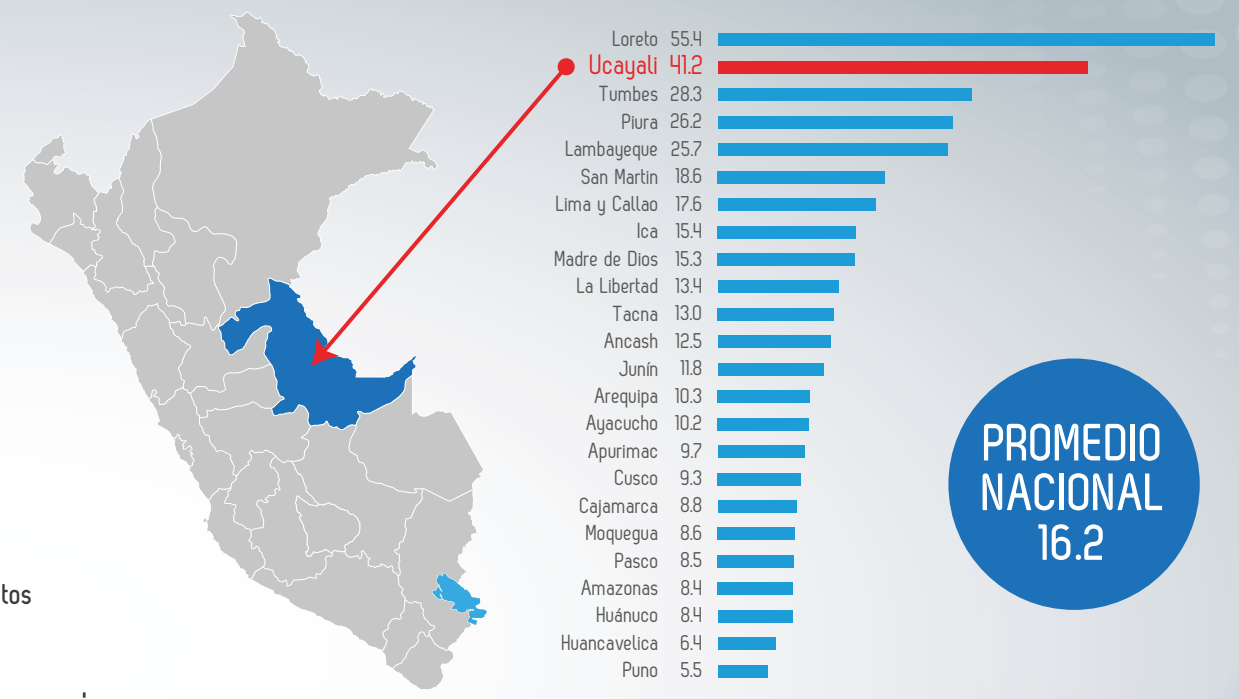 Loreto 55.4
Ucayali 41.2
Tumbes 28.3
Piura 26.2
Lambayeque 25.7
San Martin 18.6
Lima y Callao 17.6
Ica 15.4
Madre de Dios 15.3
La Libertad 13.4
Tacna 13.0
Ancash 12.5
Junín 11.8
Arequipa 10.3
Ayacucho 10.2
Apurimac 9.7
Cusco 9.3
Cajamarca 8.8
Moquegua 8.6
Pasco 8.5
Amazonas 8.4
Huánuco 8.4
Huancavelica 6.4
Puno 5.5
PROMEDIO
NACIONAL
16.2
tos